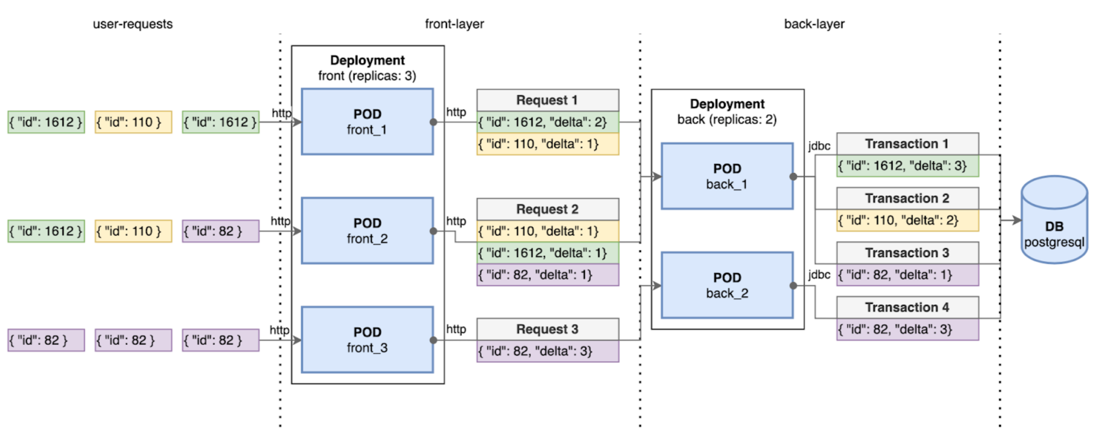 user-requests
front-layer
back-layer
Deployment
front (replicas: 3)
{ "id": 1612 }
{ "id": 110 }
{ "id": 1612 }
http
POD
front_1
http
Request 1
{ "id": 1612, "delta": 2}
{ "id": 110, "delta": 1}
{ "id": 1612 }
{ "id": 110 }
{ "id": 82 }
http
POD
front_2
http
Request 2
{ "id": 110, "delta": 1}
{ "id": 1612, "delta": 1}
{ "id": 82, "delta": 1}
{ "id": 82 }
{ "id": 82 }
{ "id": 82 }
http
POD
front_3
http
Request 3
{ "id": 82, "delta": 3}
Deployment
back (replicas: 2)
POD
back_1
jdbc
Transaction 1
{ "id": 1612, "delta": 3}
Transaction 2
{ "id": 110, "delta": 2}
Transaction 3
{ "id": 82, "delta": 1}
POD
back_2
jdbc
Transaction 4
{ "id": 82, "delta": 3}
DB
postgresql